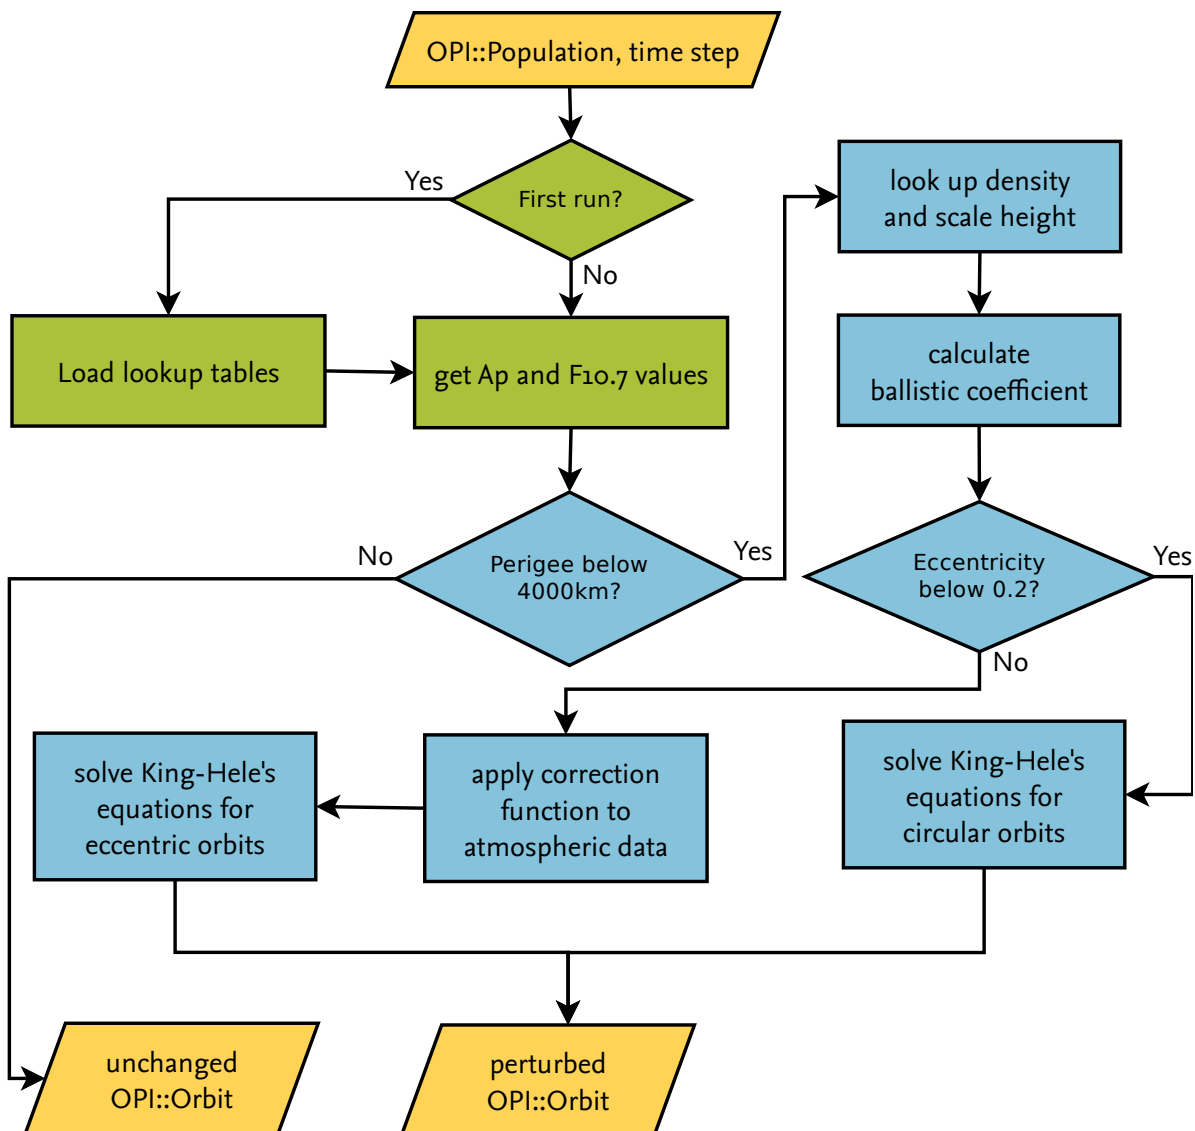 OPI::Population, time step
First run?
Yes
No
Load lookup tables
get Ap and F10.7 values
Perigee below
4000km?
No
Yes
look up density
and scale height
calculate
ballistic coefficient
Eccentricity
below 0.2?
Yes
No
solve King-Hele's
equations for
eccentric orbits
apply correction
function to
atmospheric data
solve King-Hele's
equations for
circular orbits
unchanged
OPI::Orbit
perturbed
OPI::Orbit